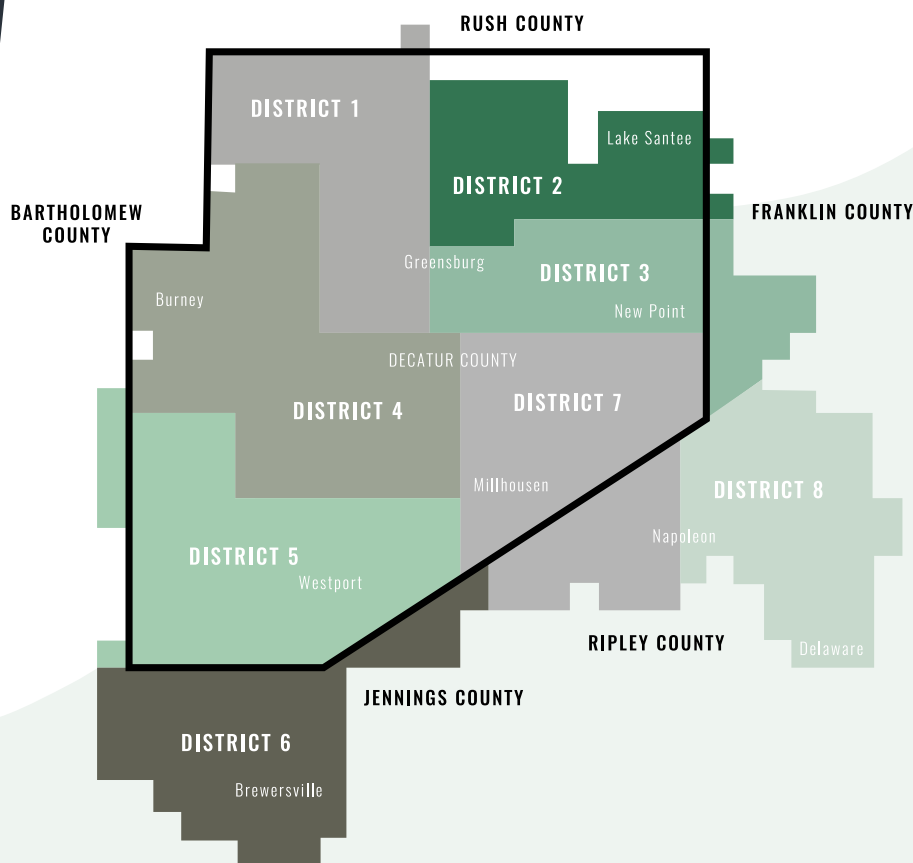 RUSH COUNTY
DISTRICT 1
Lake Santee
DISTRICT 2
BARTHOLOMEW
COUNTY
FRANKLIN COUNTY
Greensburg
DISTRICT 3
Burney
New Point
DECATUR COUNTY
DISTRICT 7
DISTRICT 4
Millhousen
DISTRICT 8
Napoleon
DISTRICT 5
Westport
RIPLEY COUNTY
Delaware
JENNINGS COUNTY
DISTRICT 6
Brewersville